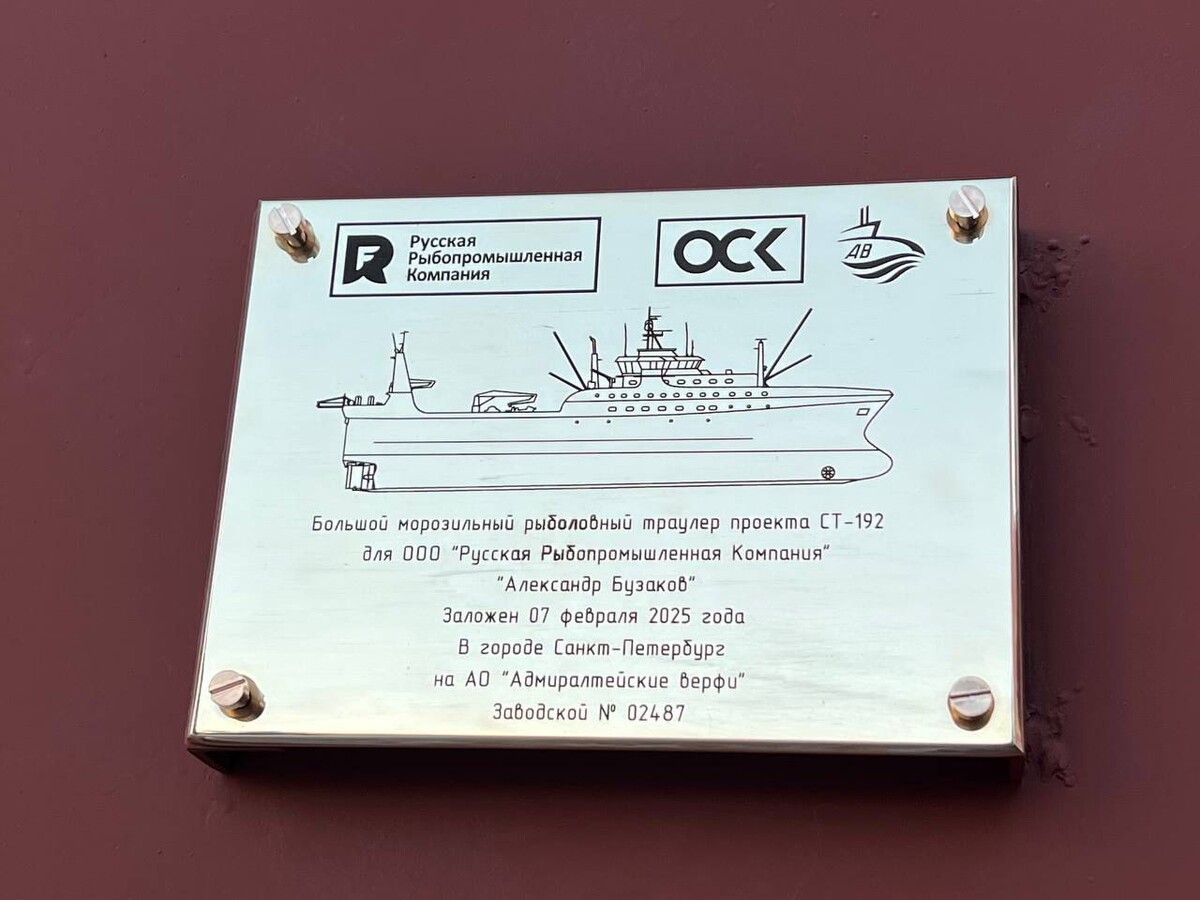 Русская
Рыбопромышленная
Компания
ОСК
АВ
Большой морозильный рыболовный траулер проекта СТ-192
для ООО "Русская Рыбопромышленная Компания"
"Александр Бузаков"
Заложен 07 февраля 2025 года
В городе Санкт-Петербург
на АО "Адмиралтейские верфи"
Заводской № 02487